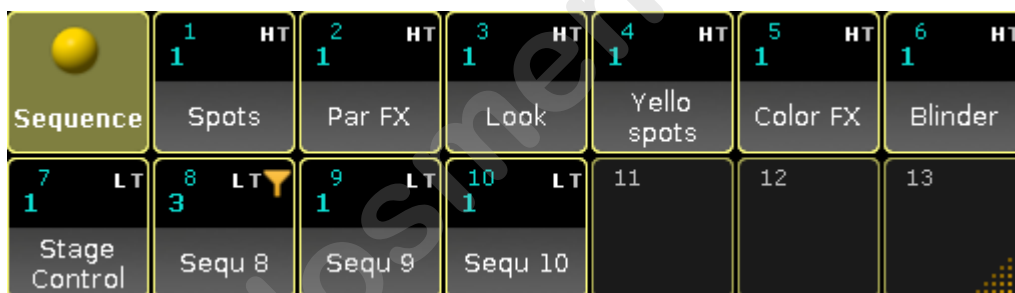 Sequence
1 HT
1
Spots
2 HT
1
Par FX
3 HT
1
Look
4 HT
1
Yello
spots
5 HT
1
Color FX
6 HT
1
Blinder
7 LT
1
Stage
Control
8 LT
3
Sequ 8
9 LT
1
Sequ 9
10 LT
1
Sequ 10
11
12
13